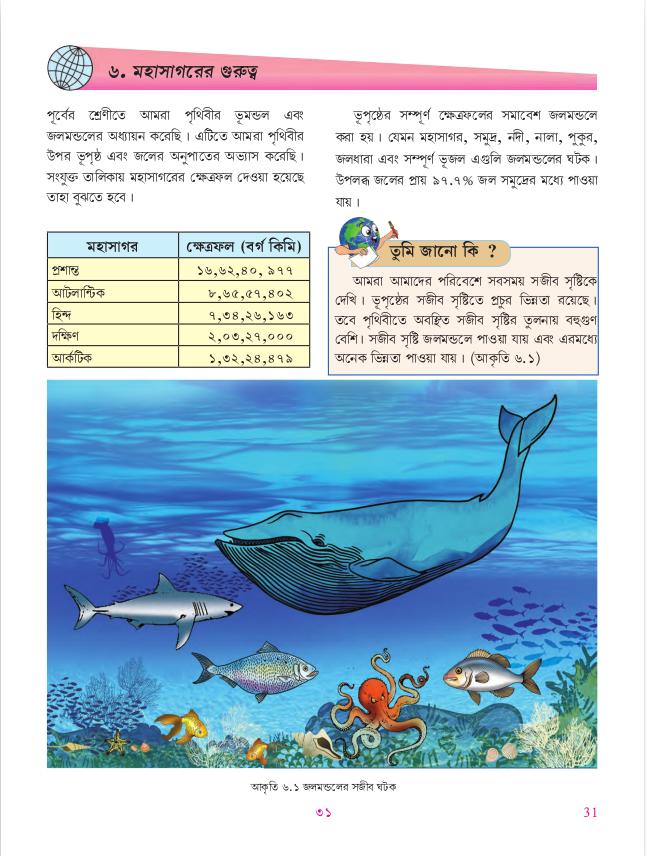 ৬. মহাসাগরের গুরুত্ব
পূর্বের শ্রেণীতে আমরা পৃথিবীর ভূমন্ডল এবং
জলমন্ডলের অধ্যায়ন করেছি । এটিতে আমরা পৃথিবীর
উপর ভূপৃষ্ঠ এবং জলের অনুপাতের অভ্যাস করেছি ।
সংযুক্ত তালিকায় মহাসাগরের ক্ষেত্রফল দেওয়া হয়েছে
তাহা বুঝতে হবে ।
মহাসাগর ক্ষেত্রফল (বর্গ কিমি)
প্রশান্ত ১৬,৬২,৪০, ৯৭৭
আটলান্টিক ৮,৬৫,৫৭,৪০২
হিন্দ ৭,৩৪,২৬,১৬৩
দক্ষিণ ২,০৩,২৭,০০০
আর্কটিক ১,৩২,২৪,৪৭৯
ভূপৃষ্ঠের সম্পূর্ণ ক্ষেত্রফলের সমাবেশ জলমন্ডলে
করা হয় । যেমন মহাসাগর, সমুদ্র, নদী, নালা, পুকুর,
জলধারা এবং সম্পূর্ণ ভূজল এগুলি জলমন্ডলের ঘটক ।
উপলব্ধ জলের প্রায় ৯৭.৭% জল সমুদ্রের মধ্যে পাওয়া
যায় ।
তুমি জানো কি ?
আমরা আমাদের পরিবেশে সবসময় সজীব সৃষ্টিকে
দেখি । ভূপৃষ্ঠের সজীব সৃষ্টিতে প্রচুর ভিন্নতা রয়েছে ।
তবে পৃথিবীতে অবস্থিত সজীব সৃষ্টির তুলনায় বহুগুণ
বেশি । সজীব সৃষ্টি জলমন্ডলে পাওয়া যায় এবং এরমধ্যে
অনেক ভিন্নতা পাওয়া যায় । (আকৃতি ৬.১)
আকৃতি ৬.১ জলমন্ডলের সজীব ঘটক
৩১
31